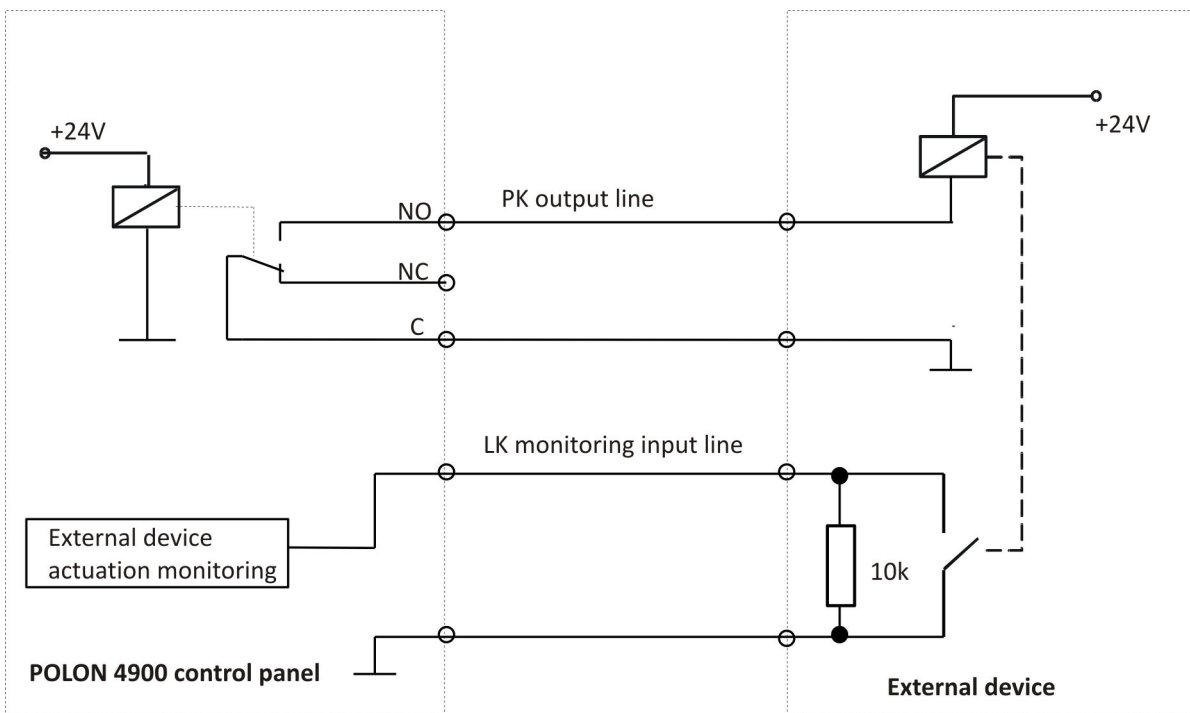 +24V
+24V
NO
PK output line
NC
C
LK monitoring input line
External device
actuation monitoring
10k
POLON 4900 control panel
External device